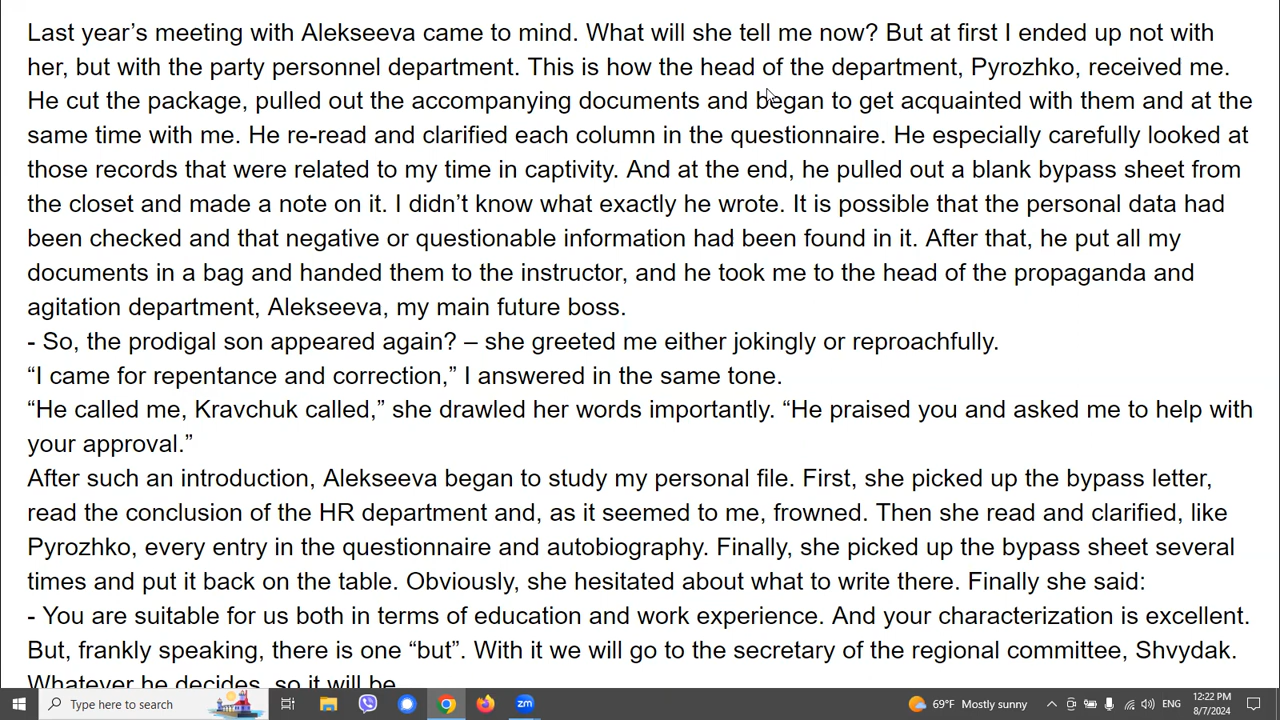 Last year’s meeting with Alekseeva came to mind. What will she tell me now? But at first I ended up not with
her, but with the party personnel department. This is how the head of the department, Pyrozhko, received me.
He cut the package, pulled out the accompanying documents and began to get acquainted with them and at the
same time with me. He re-read and clarified each column in the questionnaire. He especially carefully looked at
those records that were related to my time in captivity. And at the end, he pulled out a blank bypass sheet from
the closet and made a note on it. I didn’t know what exactly he wrote. It is possible that the personal data had
been checked and that negative or questionable information had been found in it. After that, he put all my
documents in a bag and handed them to the instructor, and he took me to the head of the propaganda and
agitation department, Alekseeva, my main future boss.
- So, the prodigal son appeared again? – she greeted me either jokingly or reproachfully.
“I came for repentance and correction,” I answered in the same tone.
“He called me, Kravchuk called,” she drawled her words importantly. “He praised you and asked me to help with
your approval.”
After such an introduction, Alekseeva began to study my personal file. First, she picked up the bypass letter,
read the conclusion of the HR department and, as it seemed to me, frowned. Then she read and clarified, like
Pyrozhko, every entry in the questionnaire and autobiography. Finally, she picked up the bypass sheet several
times and put it back on the table. Obviously, she hesitated about what to write there. Finally she said:
- You are suitable for us both in terms of education and work experience. And your characterization is excellent.
But, frankly speaking, there is one “but”. With it we will go to the secretary of the regional committee, Shvydak.
Whatever he decides, so it will be.
Type here to search
zm
69°F Mostly sunny
ENG
12:22 PM
8/7/2024